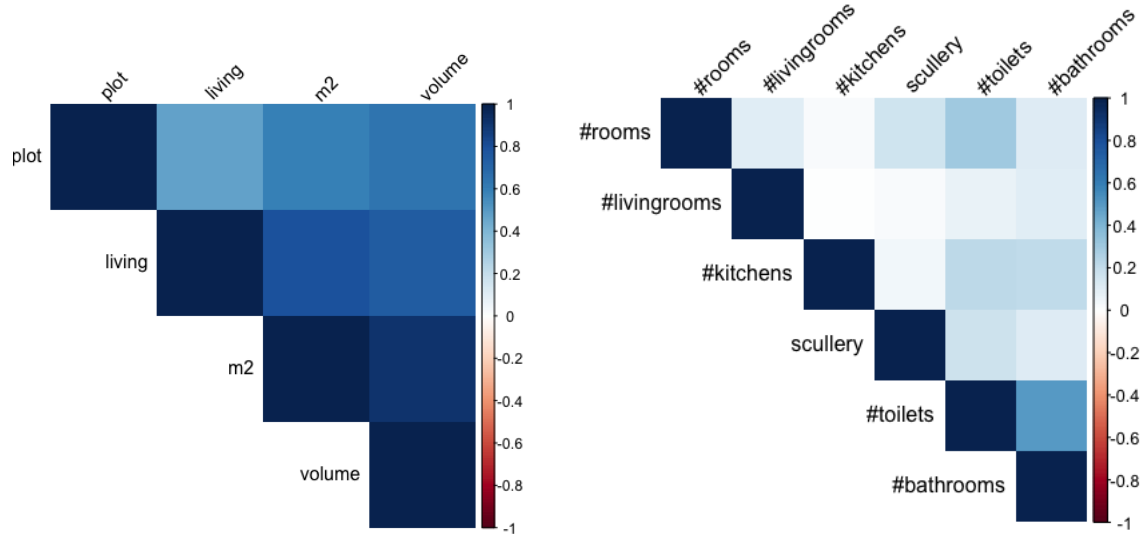 plot living m2 volume
plot
living
m2
volume
1
0.8
0.6
0.4
0.2
0
-0.2
-0.4
-0.6
-0.8
-1
#rooms #livingrooms #kitchens scullery #toilets #bathrooms
#rooms
#livingrooms
#kitchens
scullery
#toilets
#bathrooms
1
0.8
0.6
0.4
0.2
0
-0.2
-0.4
-0.6
-0.8
-1